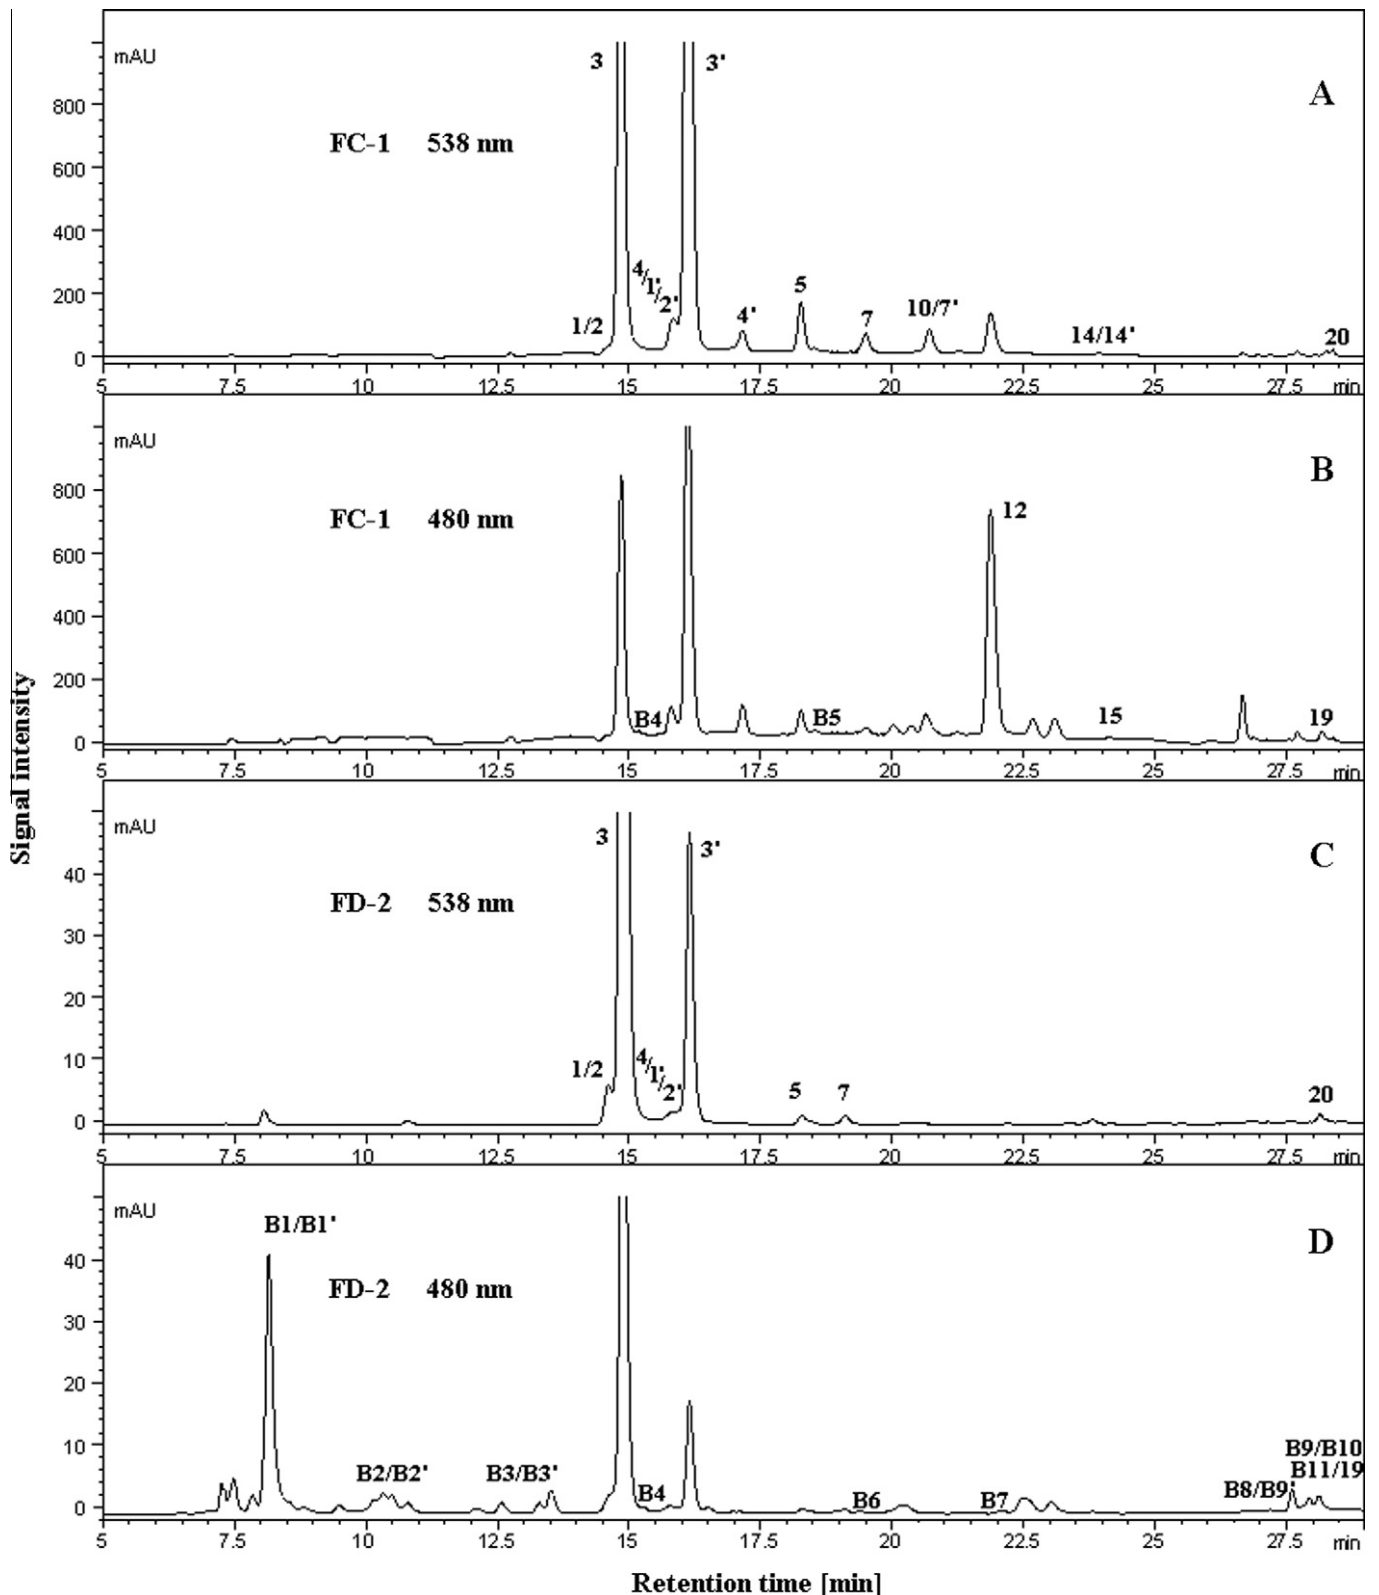 mAU
3
3'
A
FC-1 538 nm
800
600
400
200
0
1/2
4/1'/2'
4'
5
7
10/7'
14/14'
20
5 7.5 10 12.5 15 17.5 20 22.5 25 27.5 min
mAU
B
FC-1 480 nm
12
800
600
400
200
0
B4
B5
15
19
5 7.5 10 12.5 15 17.5 20 22.5 25 27.5 min
Signal intensity
mAU
3
3'
C
FD-2 538 nm
40
30
20
10
0
1/2
4/1'/2'
5
7
20
5 7.5 10 12.5 15 17.5 20 22.5 25 27.5 min
mAU
B1/B1'
D
FD-2 480 nm
40
30
20
10
0
B2/B2'
B3/B3'
B4
B6
B7
B8/B9
B9/B10
B11/19
5 7.5 10 12.5 15 17.5 20 22.5 25 27.5 min
Retention time [min]